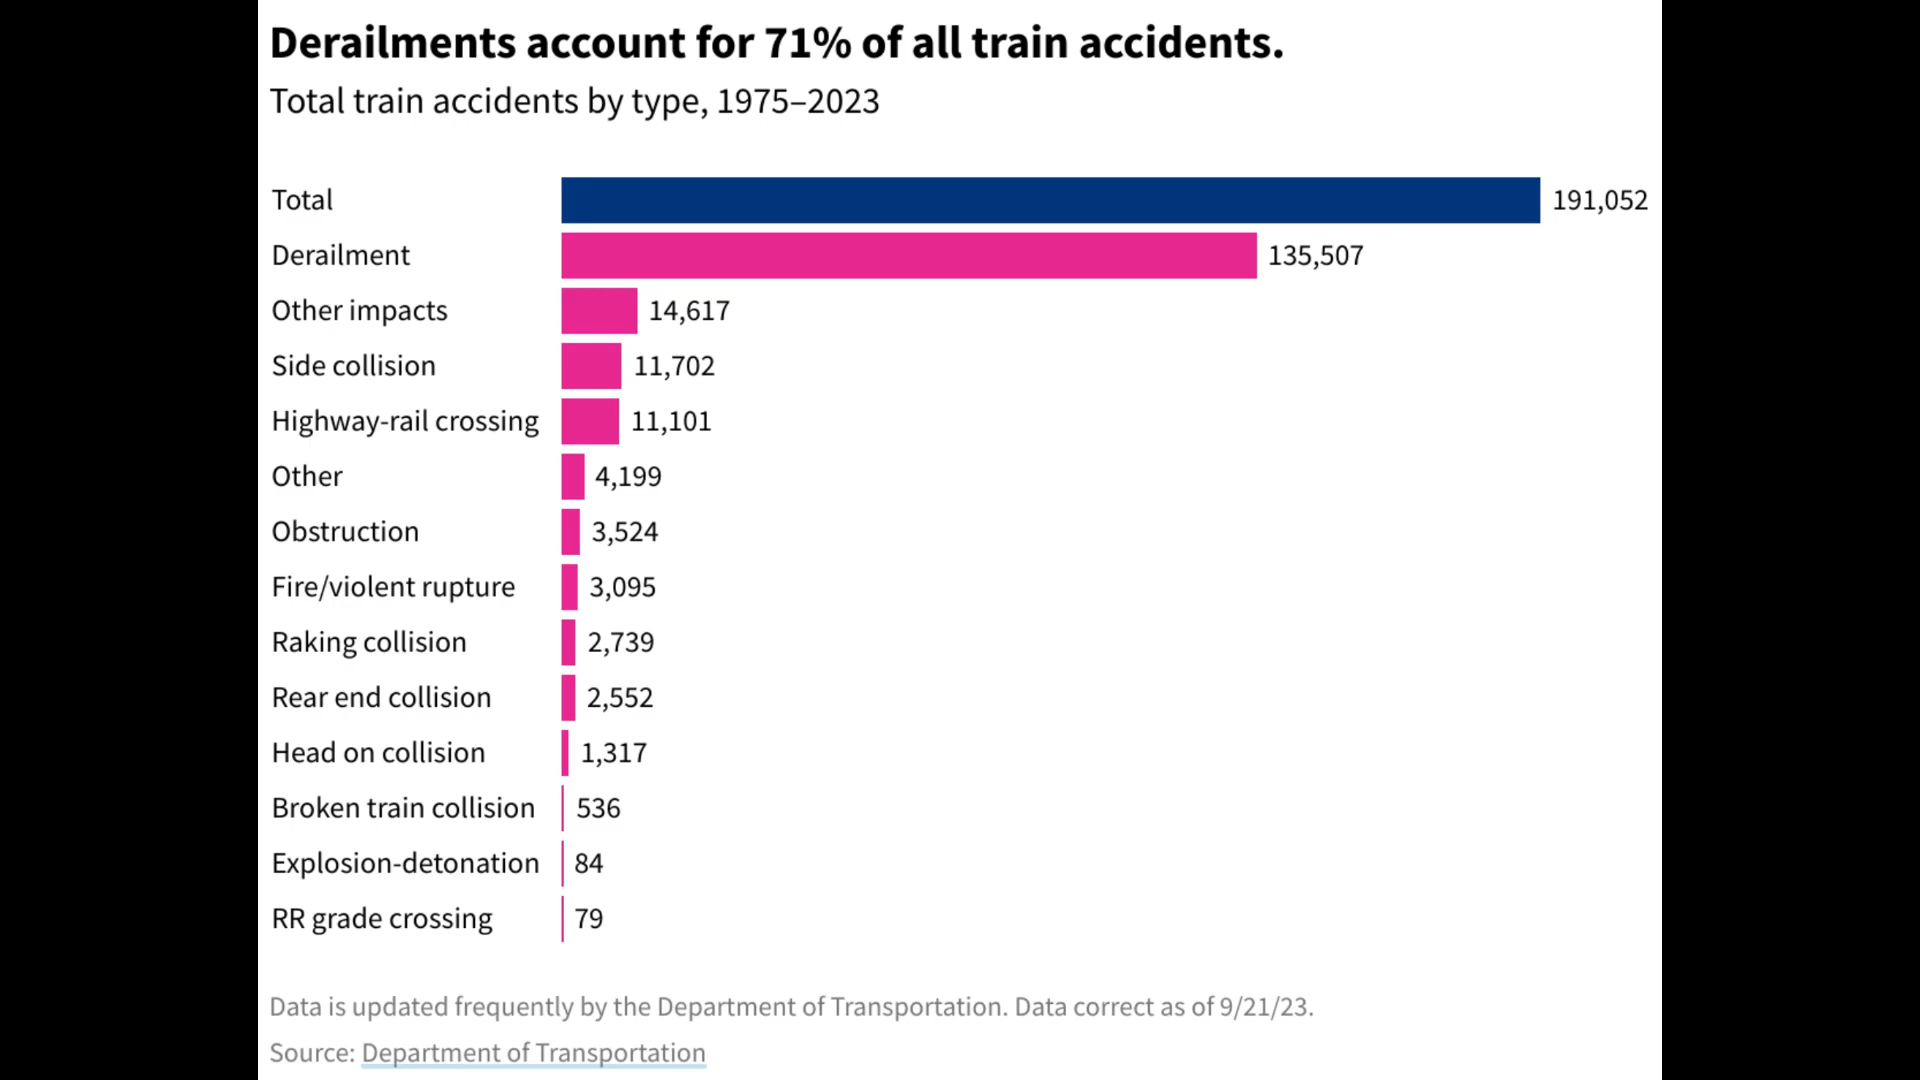 Derailments account for 71% of all train accidents.
Total train accidents by type, 1975–2023
Total 191,052
Derailment 135,507
Other impacts 14,617
Side collision 11,702
Highway-rail crossing 11,101
Other 4,199
Obstruction 3,524
Fire/violent rupture 3,095
Raking collision 2,739
Rear end collision 2,552
Head on collision 1,317
Broken train collision 536
Explosion-detonation 84
RR grade crossing 79
Data is updated frequently by the Department of Transportation. Data correct as of 9/21/23.
Source: Department of Transportation